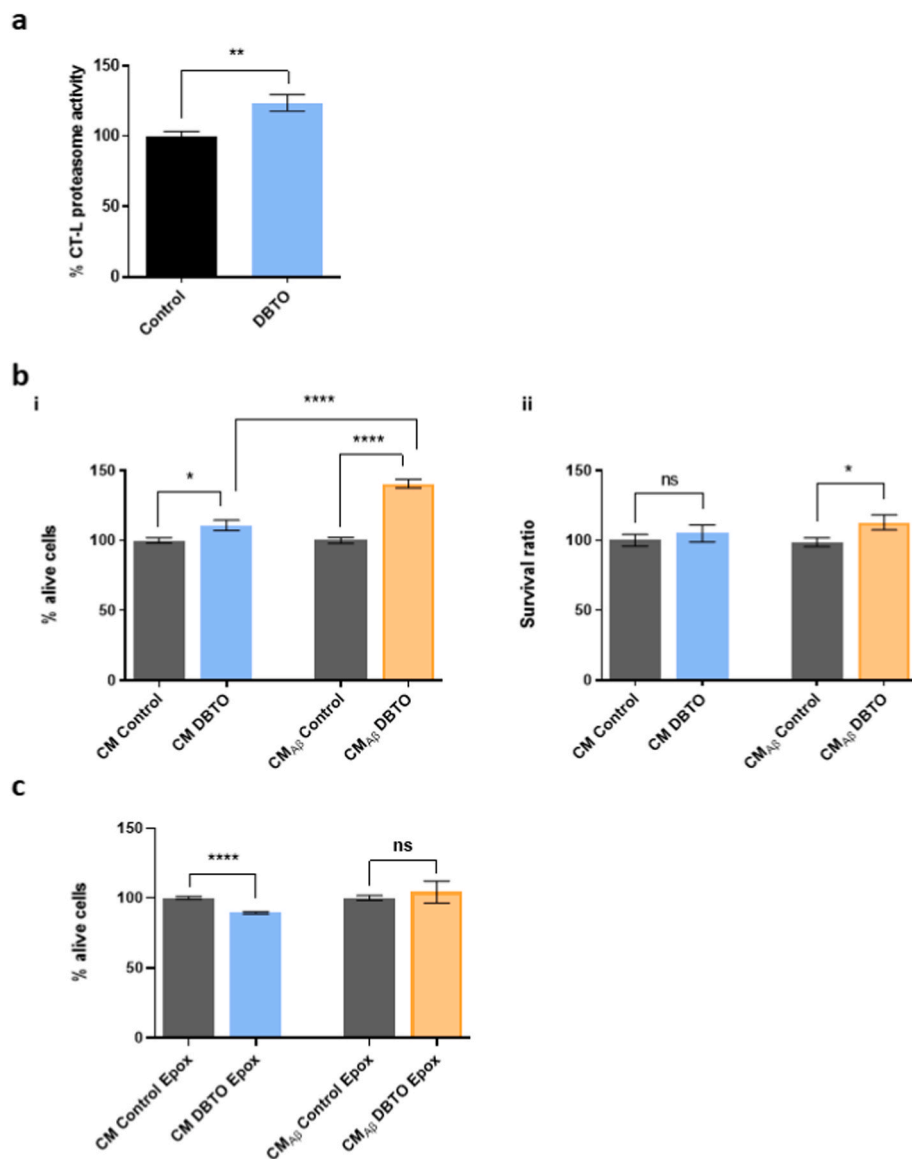 a
**
150
100
50
0
% CT-L proteasome activity
Control
DBTO
b
i
****
****
*
150
100
50
0
% alive cells
CM Control
CM DBTO
CMAβ Control
CMAβ DBTO
ii
ns
*
150
100
50
0
Survival ratio
CM Control
CM DBTO
CMAβ Control
CMAβ DBTO
c
****
ns
150
100
50
0
% alive cells
CM Control Epox
CM DBTO Epox
CMAβ Control Epox
CMAβ DBTO Epox